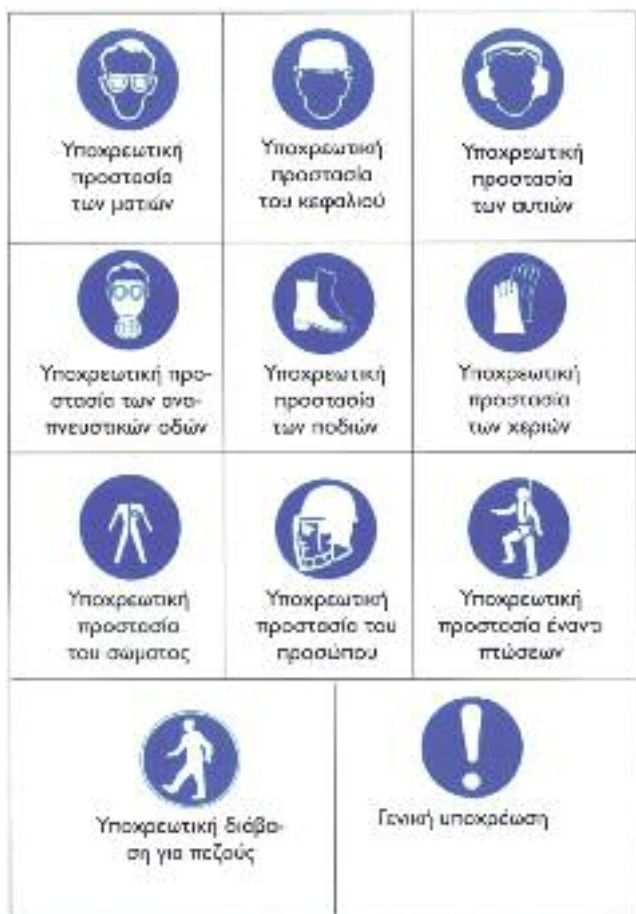 Υποχρεωτική
προστασία
των ματιών
Υποχρεωτική
προστασία
του κεφαλιού
Υποχρεωτική
προστασία
των αυτιών
Υποχρεωτική προ-
στασία των ανα-
πνευστικών οδών
Υποχρεωτική
προστασία
των ποδιών
Υποχρεωτική
προστασία
των χεριών
Υποχρεωτική
προστασία
του σωματος
Υποχρεωτική
προστασία του
προσώπου
Υποχρεωτική
προστασία έναντι
πτώσεων
Υποχρεωτική διάβα-
ση για πεζούς
Γενική υποχρέωση